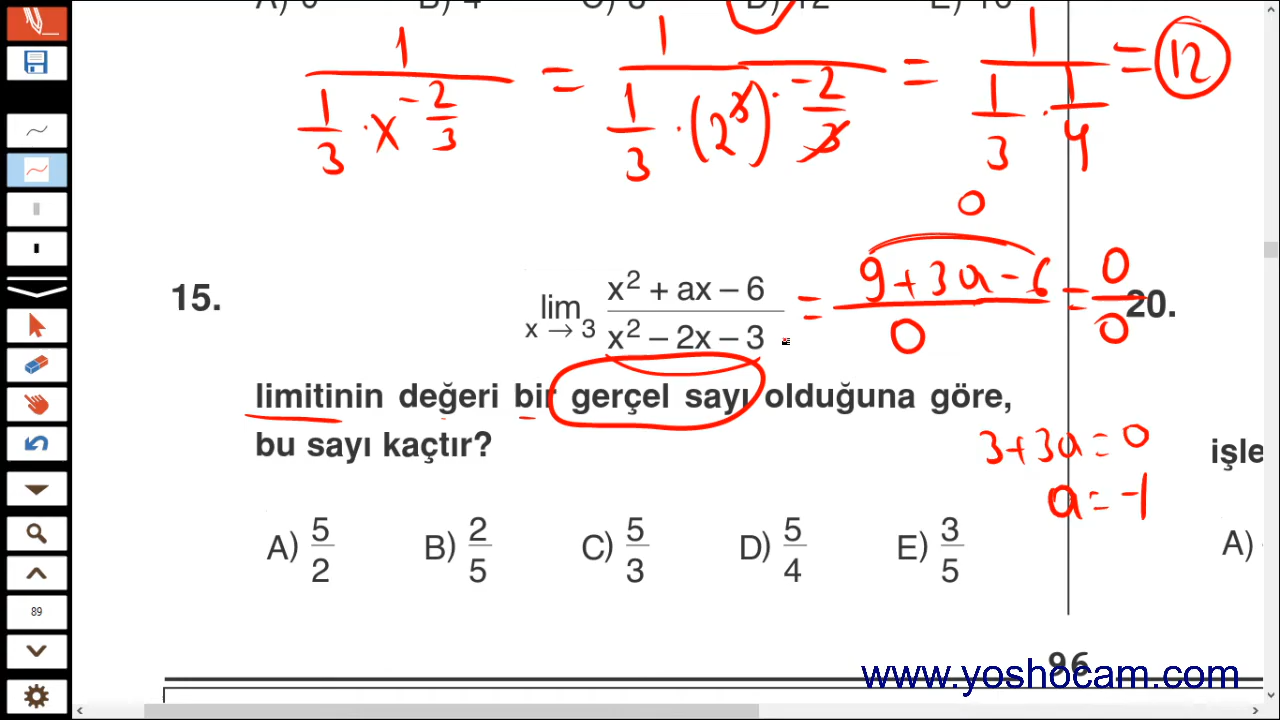 1 / (1/3 · x^(-2/3)) = 1 / (1/3 · (2^3)^(· -2/3)) = 1 / (1/3 · 1/4) = 12
15.
lim x → 3 (x² + ax – 6) / (x² – 2x – 3) = (9 + 3a – 6) / 0 = 0/0
0
20.
limitinin değeri bir gerçel sayı olduğuna göre,
bu sayı kaçtır?
3 + 3a = 0
a = -1
işle
A) 5/2 B) 2/5 C) 5/3 D) 5/4 E) 3/5
A)
89
96
www.yoshocam.com